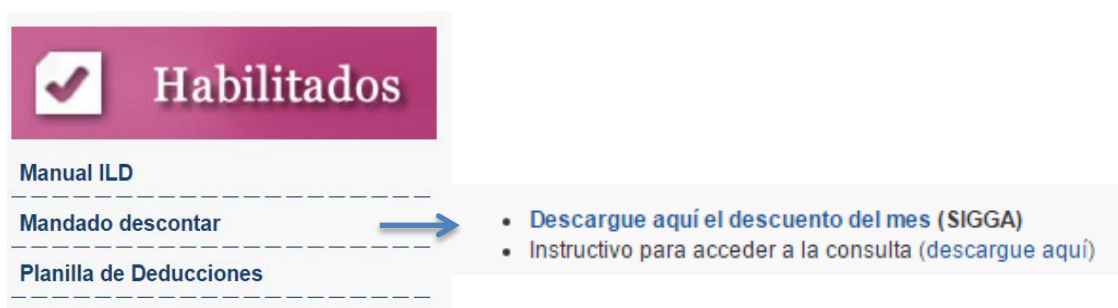 Habilitados
Manual ILD
Mandado descontar
Planilla de Deducciones
Descargue aquí el descuento del mes (SIGGA)
Instructivo para acceder a la consulta (descargue aquí)